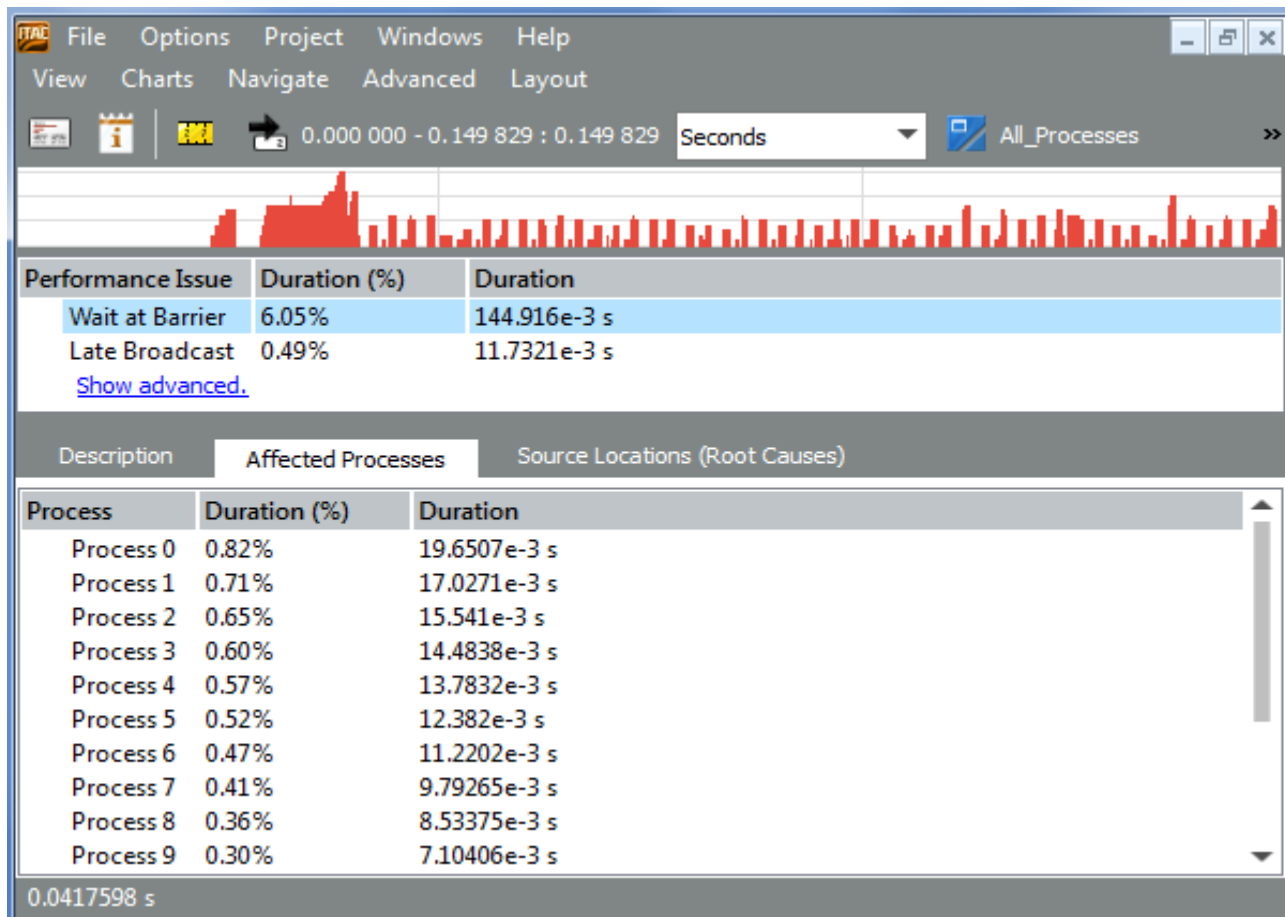 ITAC File Options Project Windows Help
View Charts Navigate Advanced Layout
0.000 000 - 0.149 829 : 0.149 829 Seconds All_Processes »
Performance Issue Duration (%) Duration
Wait at Barrier 6.05% 144.916e-3 s
Late Broadcast 0.49% 11.7321e-3 s
Show advanced.
Description Affected Processes Source Locations (Root Causes)
Process Duration (%) Duration
Process 0 0.82% 19.6507e-3 s
Process 1 0.71% 17.0271e-3 s
Process 2 0.65% 15.541e-3 s
Process 3 0.60% 14.4838e-3 s
Process 4 0.57% 13.7832e-3 s
Process 5 0.52% 12.382e-3 s
Process 6 0.47% 11.2202e-3 s
Process 7 0.41% 9.79265e-3 s
Process 8 0.36% 8.53375e-3 s
Process 9 0.30% 7.10406e-3 s
0.0417598 s